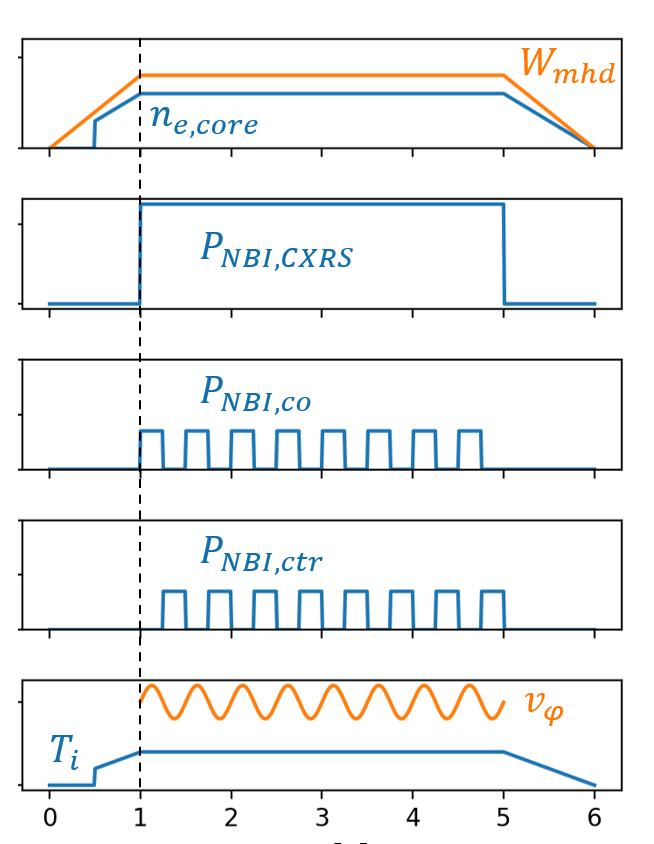 W_mhd
n_e,core
P_NBI,CXRS
P_NBI,co
P_NBI,ctr
v_φ
T_i
0 1 2 3 4 5 6